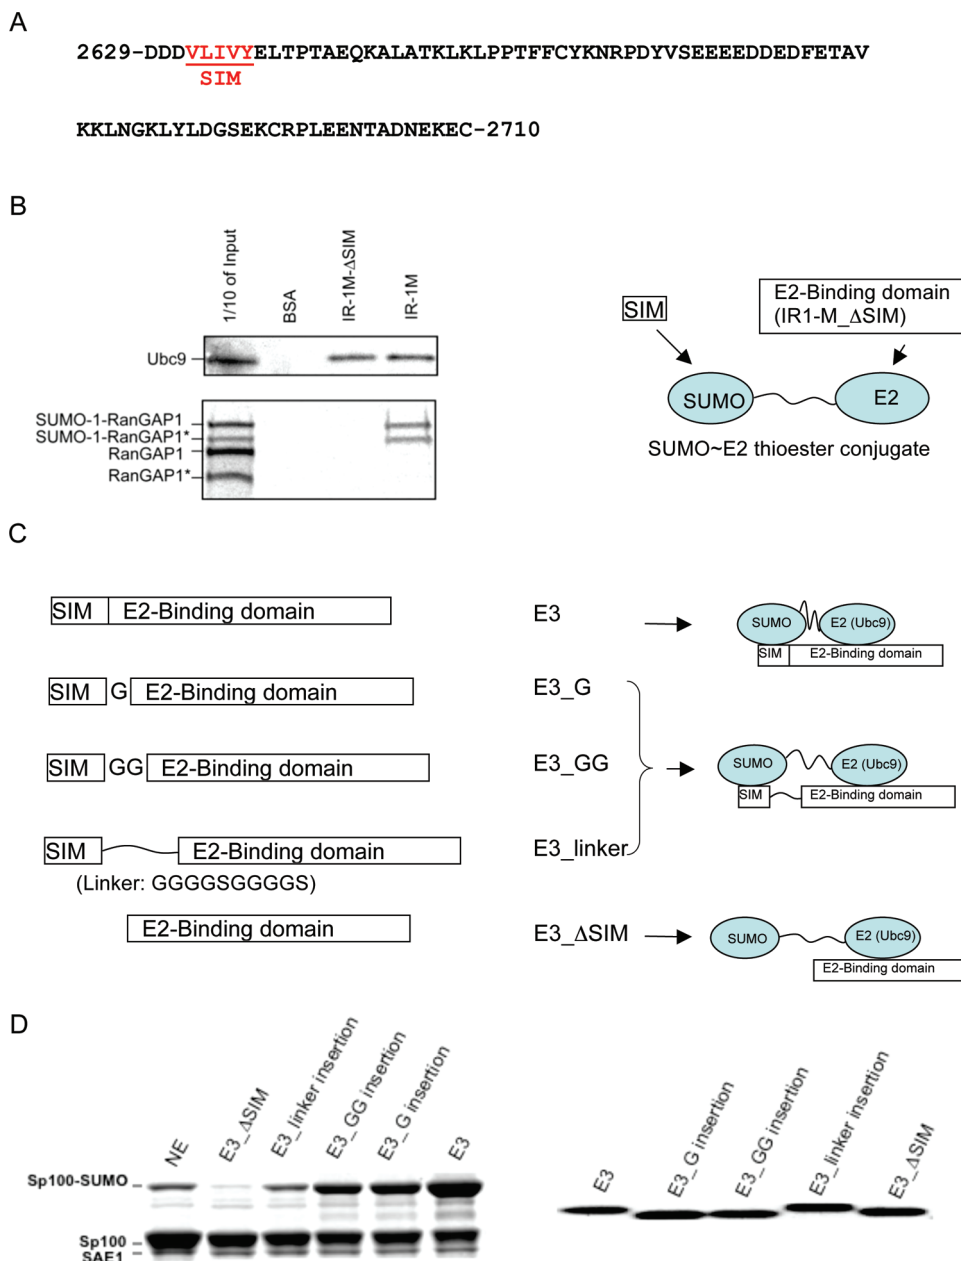 A
2629-DDDVLIVYELTPTAEQKALATKLKLPPTFFCYKNRPDYVSEEEEDDEDFETAV
SIM
KKLNGKLYLDGSEKCRPLEENTADNEKEC-2710
B
1/10 of Input
BSA
IR-1M-ΔSIM
IR-1M
Ubc9
SUMO-1-RanGAP1
SUMO-1-RanGAP1*
RanGAP1
RanGAP1*
SIM
E2-Binding domain
(IR1-M_ΔSIM)
SUMO
E2
SUMO~E2 thioester conjugate
C
SIM E2-Binding domain
SIM G E2-Binding domain
SIM GG E2-Binding domain
SIM E2-Binding domain
(Linker: GGGGSGGGGS)
E2-Binding domain
E3
SUMO E2 (Ubc9)
SIM E2-Binding domain
E3_G
E3_GG
E3_linker
SUMO E2 (Ubc9)
SIM E2-Binding domain
E3_ΔSIM
SUMO E2 (Ubc9)
E2-Binding domain
D
NE
E3_ΔSIM
E3_linker insertion
E3_GG insertion
E3_G insertion
E3
Sp100-SUMO
Sp100
SAE1
E3
E3_G insertion
E3_GG insertion
E3_linker insertion
E3_ΔSIM